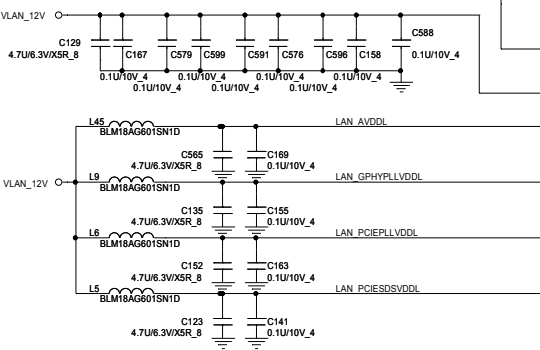 VLAN_12V
C588
C129
4.7U/6.3V/X5R_8
C167
C579
C599
C591
C576
C596
C158
0.1U/10V_4
0.1U/10V_4
0.1U/10V_4
0.1U/10V_4
0.1U/10V_4
0.1U/10V_4
0.1U/10V_4
0.1U/10V_4
L45
BLM18AG601SN1D
LAN_AVDDL
C565
4.7U/6.3V/X5R_8
C169
0.1U/10V_4
VLAN_12V
L9
BLM18AG601SN1D
LAN_GPHYPLLVDDL
C135
4.7U/6.3V/X5R_8
C155
0.1U/10V_4
L6
BLM18AG601SN1D
LAN_PCIEPLLVDDL
C152
4.7U/6.3V/X5R_8
C163
0.1U/10V_4
L5
BLM18AG601SN1D
LAN_PCIESDSVDDL
C123
4.7U/6.3V/X5R_8
C141
0.1U/10V_4